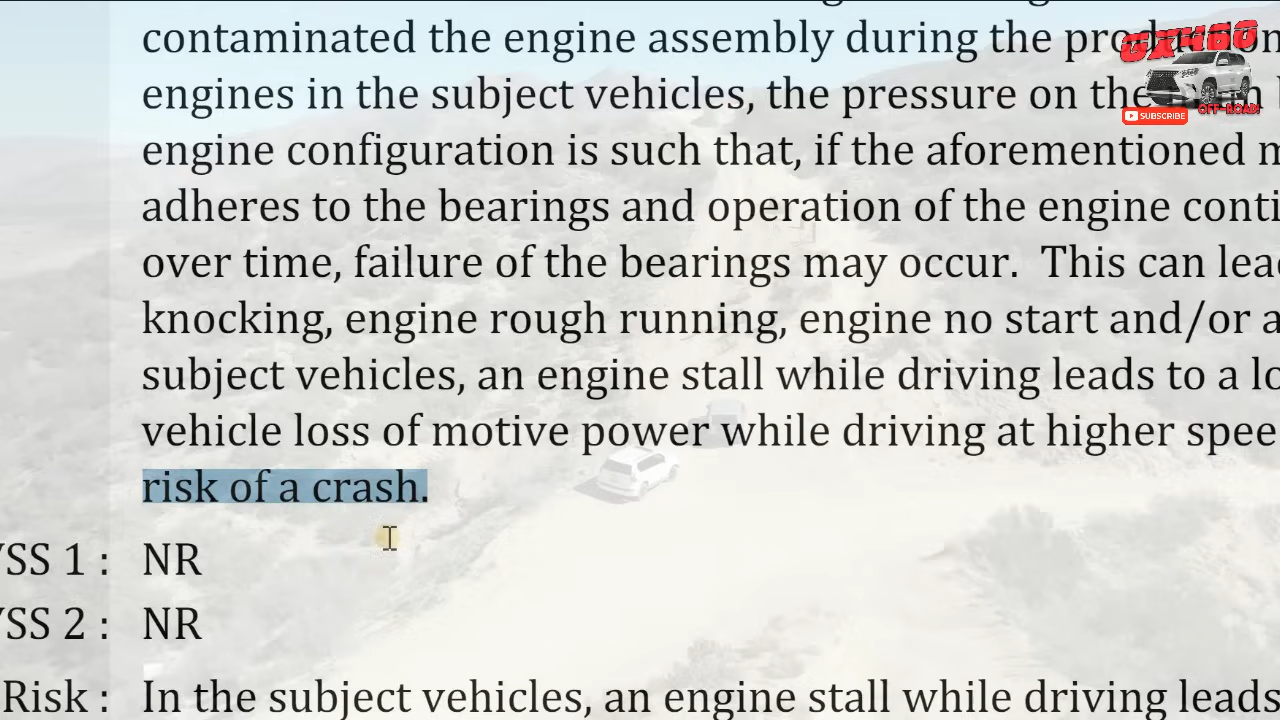 contaminated the engine assembly during the production
engines in the subject vehicles, the pressure on the
engine configuration is such that, if the aforementioned
adheres to the bearings and operation of the engine conti
over time, failure of the bearings may occur. This can lea
knocking, engine rough running, engine no start and/or a
subject vehicles, an engine stall while driving leads to a lo
vehicle loss of motive power while driving at higher spee
risk of a crash.
SS 1 : NR
SS 2 : NR
Risk : In the subject vehicles, an engine stall while driving leads
GX460
OFF-ROAD!
SUBSCRIBE